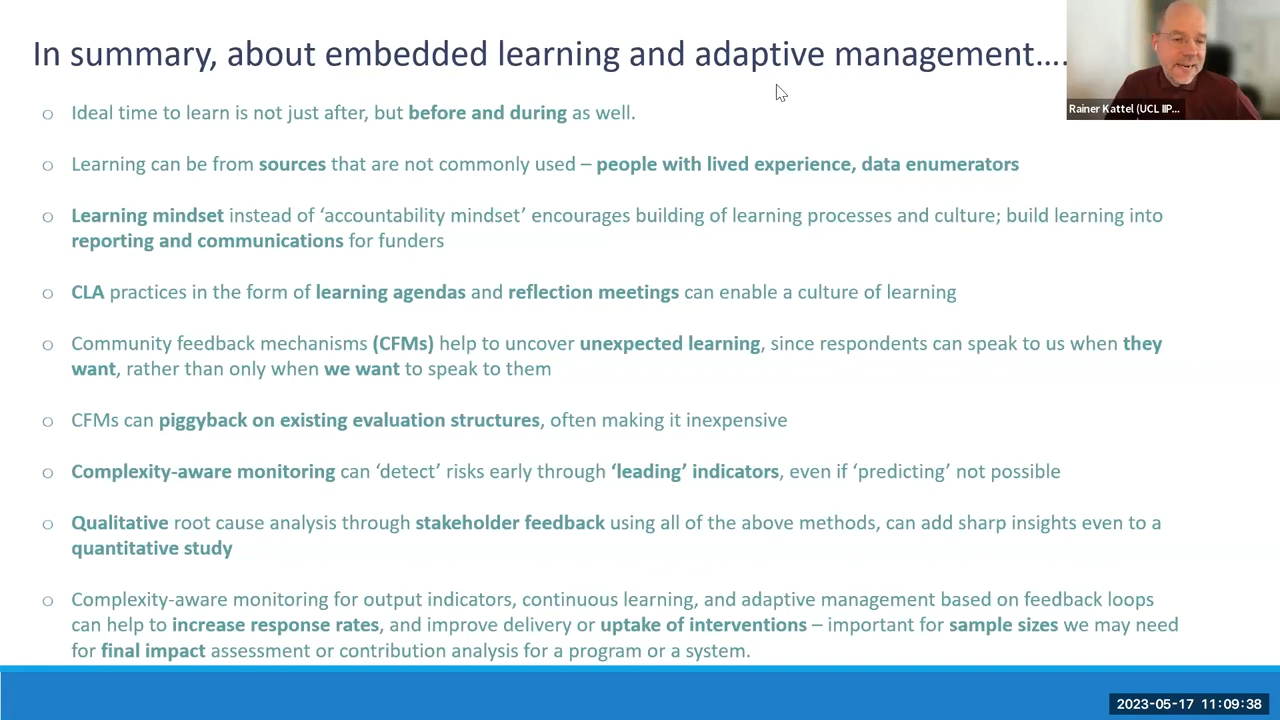 In summary, about embedded learning and adaptive management….
Rainer Kattel (UCL IIP...
o Ideal time to learn is not just after, but before and during as well.
o Learning can be from sources that are not commonly used – people with lived experience, data enumerators
o Learning mindset instead of ‘accountability mindset’ encourages building of learning processes and culture; build learning into
reporting and communications for funders
o CLA practices in the form of learning agendas and reflection meetings can enable a culture of learning
o Community feedback mechanisms (CFMs) help to uncover unexpected learning, since respondents can speak to us when they
want, rather than only when we want to speak to them
o CFMs can piggyback on existing evaluation structures, often making it inexpensive
o Complexity-aware monitoring can ‘detect’ risks early through ‘leading’ indicators, even if ‘predicting’ not possible
o Qualitative root cause analysis through stakeholder feedback using all of the above methods, can add sharp insights even to a
quantitative study
o Complexity-aware monitoring for output indicators, continuous learning, and adaptive management based on feedback loops
can help to increase response rates, and improve delivery or uptake of interventions – important for sample sizes we may need
for final impact assessment or contribution analysis for a program or a system.
2023-05-17 11:09:38